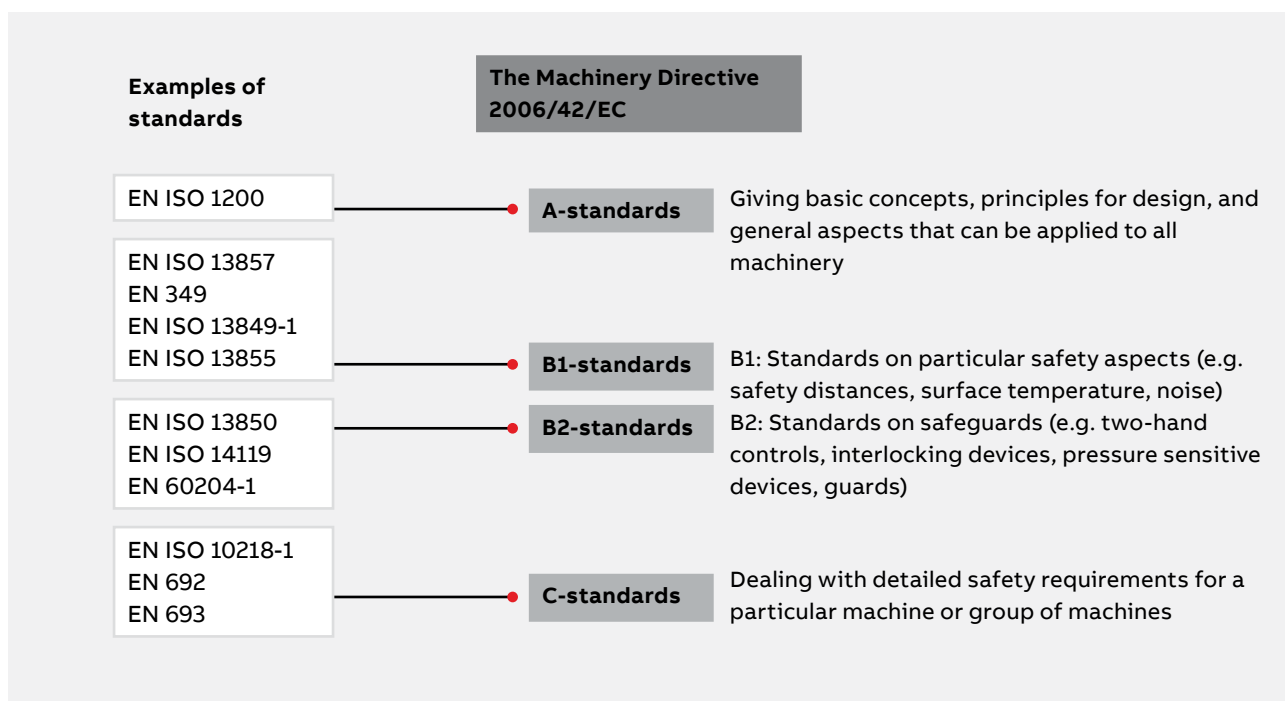 Examples of
standards
The Machinery Directive
2006/42/EC
EN ISO 1200
A-standards
Giving basic concepts, principles for design, and
general aspects that can be applied to all
machinery
EN ISO 13857
EN 349
EN ISO 13849-1
EN ISO 13855
B1-standards
B1: Standards on particular safety aspects (e.g.
safety distances, surface temperature, noise)
EN ISO 13850
EN ISO 14119
EN 60204-1
B2-standards
B2: Standards on safeguards (e.g. two-hand
controls, interlocking devices, pressure sensitive
devices, guards)
EN ISO 10218-1
EN 692
EN 693
C-standards
Dealing with detailed safety requirements for a
particular machine or group of machines